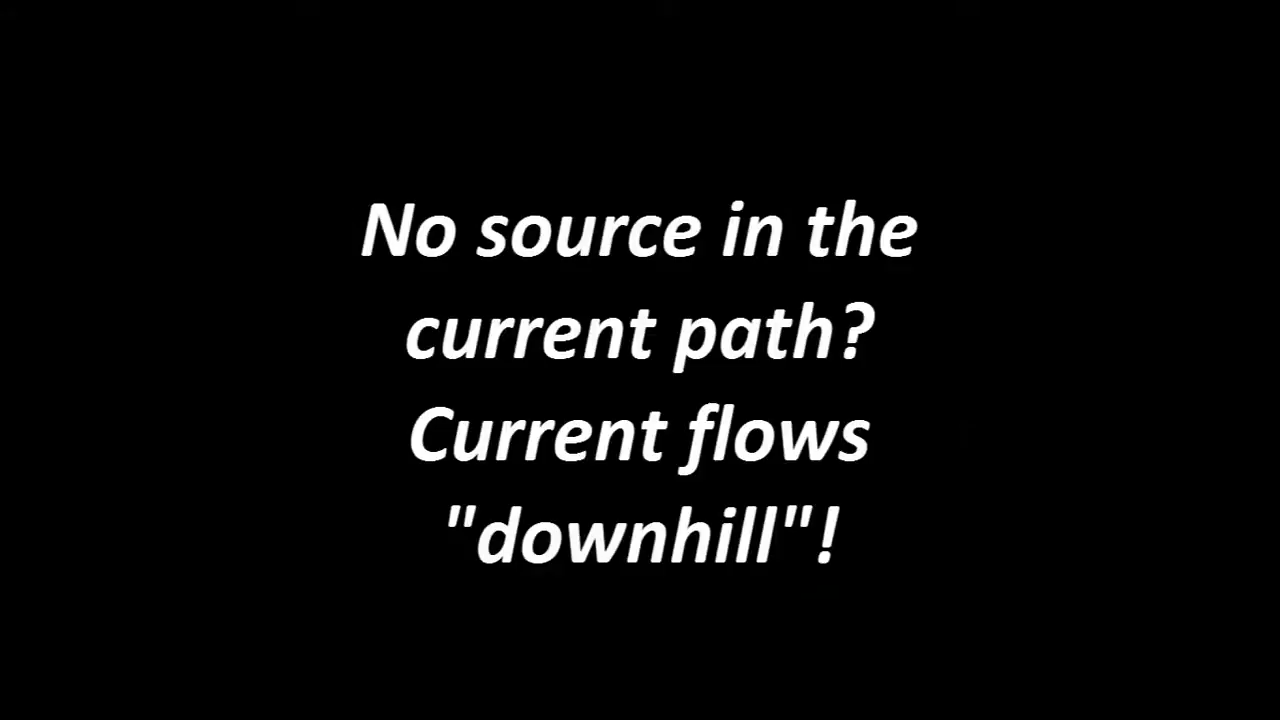 No source in the
current path?
Current flows
"downhill"!